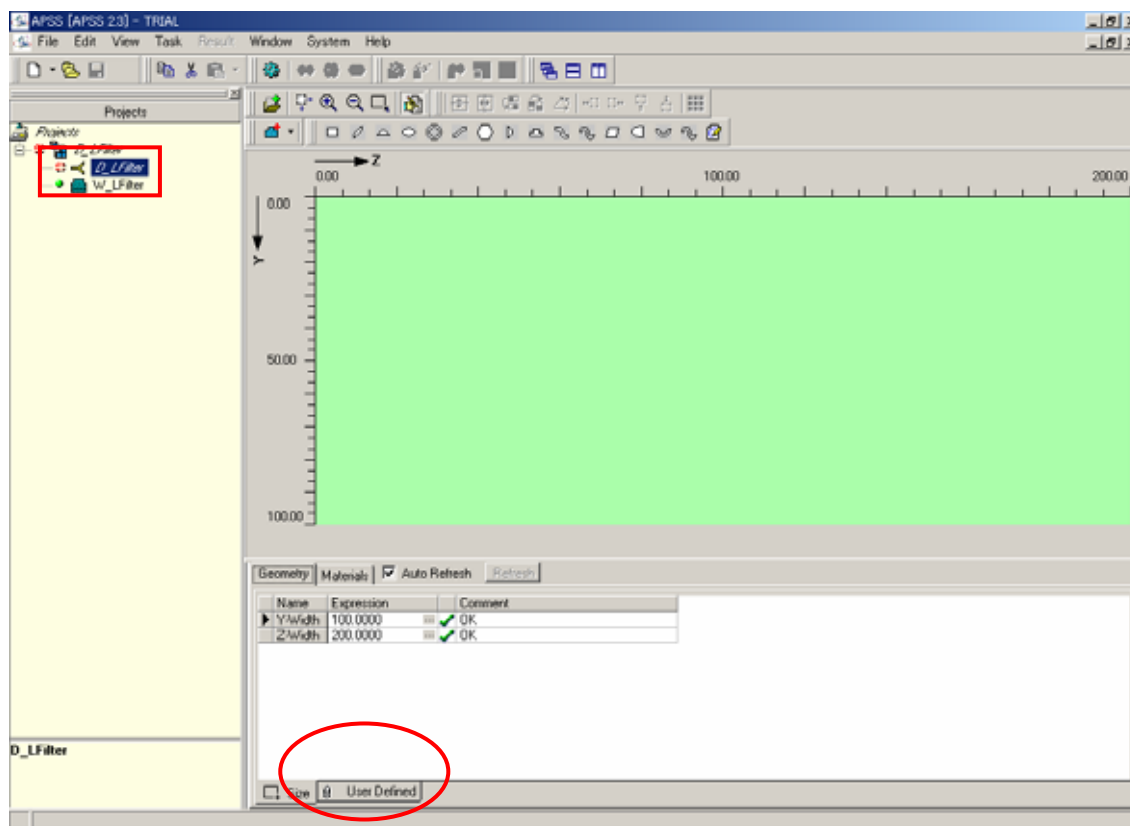 APSS [APSS 2.3] - TRIAL
File Edit View Task Result Window System Help
Projects
Projects
D_LFilter
D_LFilter
W_LFilter
Z
0.00 100.00 200.00
0.00
Y
50.00
100.00
Geometry Materials Auto Refresh Refresh
Name Expression Comment
Y-Width 100.0000 OK
Z-Width 200.0000 OK
D_LFilter
Size User Defined